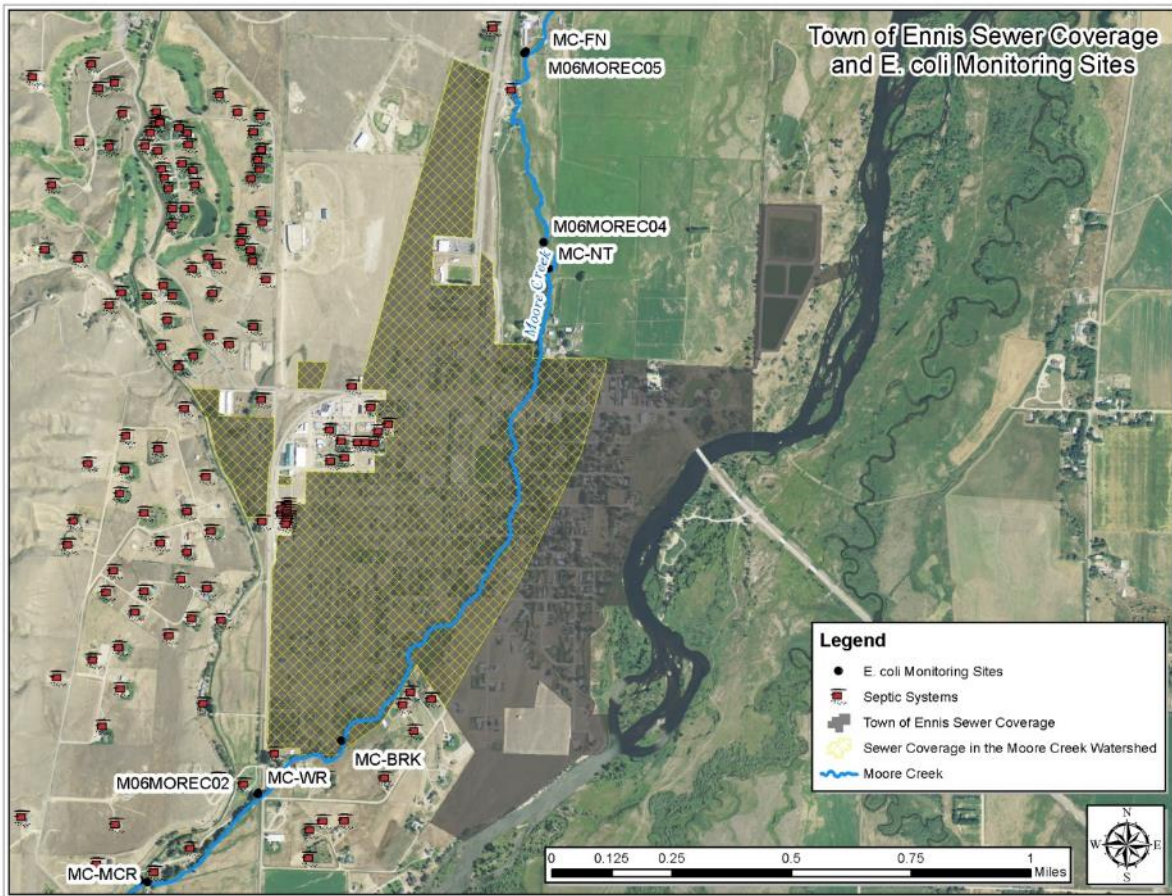 Town of Ennis Sewer Coverage
and E. coli Monitoring Sites
MC-FN
M06MOREC05
M06MOREC04
MC-NT
Moore Creek
MC-BRK
MC-WR
M06MOREC02
MC-MCR
Legend
E. coli Monitoring Sites
Septic Systems
Town of Ennis Sewer Coverage
Sewer Coverage in the Moore Creek Watershed
Moore Creek
0 0.125 0.25 0.5 0.75 1
Miles
N
W E
S